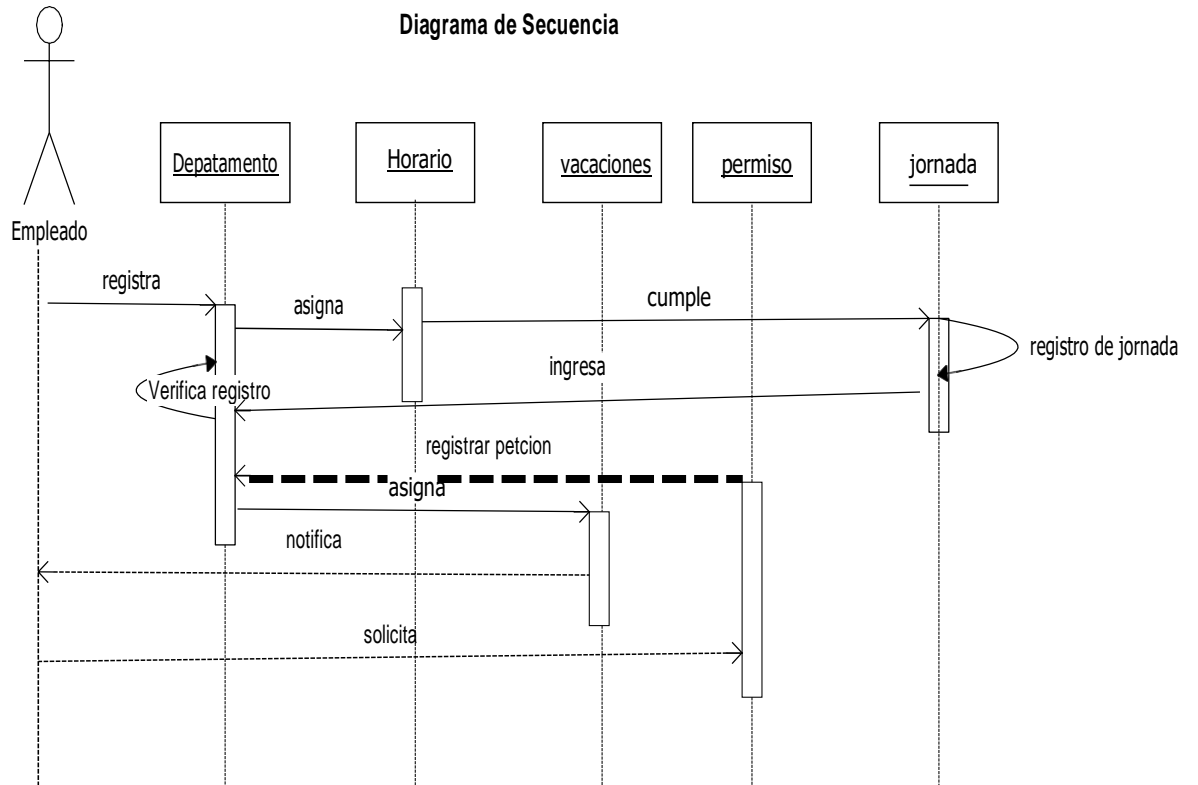 Diagrama de Secuencia
Depatamento
Horario
vacaciones
permiso
jornada
Empleado
registra
asigna
cumple
registro de jornada
ingresa
Verifica registro
registrar petcion
asigna
notifica
solicita